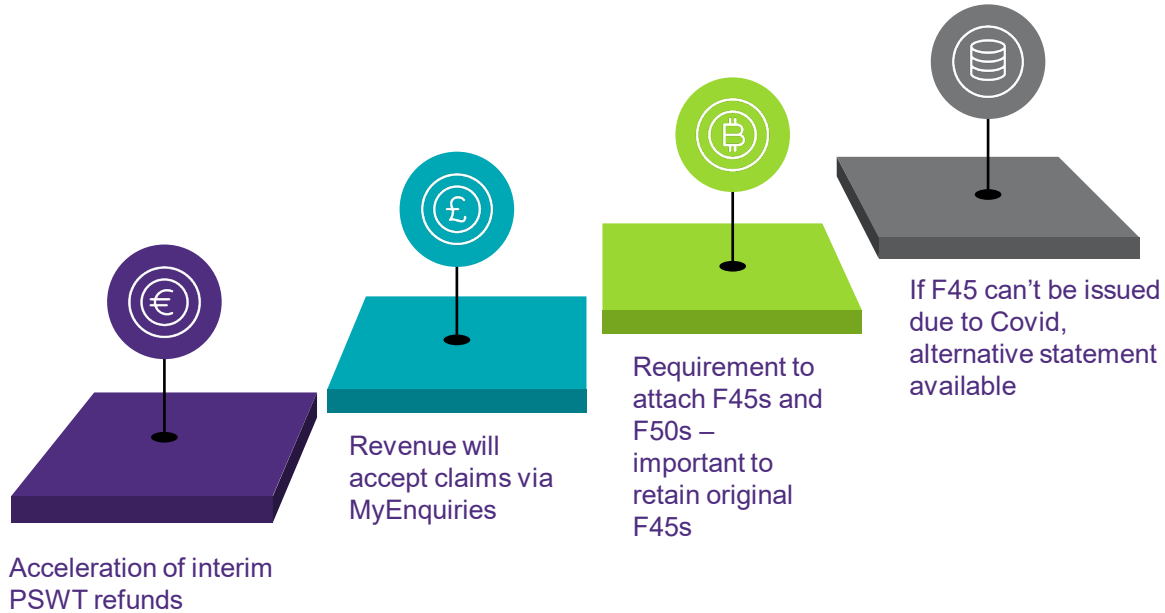 Acceleration of interim
PSWT refunds
Revenue will
accept claims via
MyEnquiries
Requirement to
attach F45s and
F50s –
important to
retain original
F45s
If F45 can’t be issued
due to Covid,
alternative statement
available